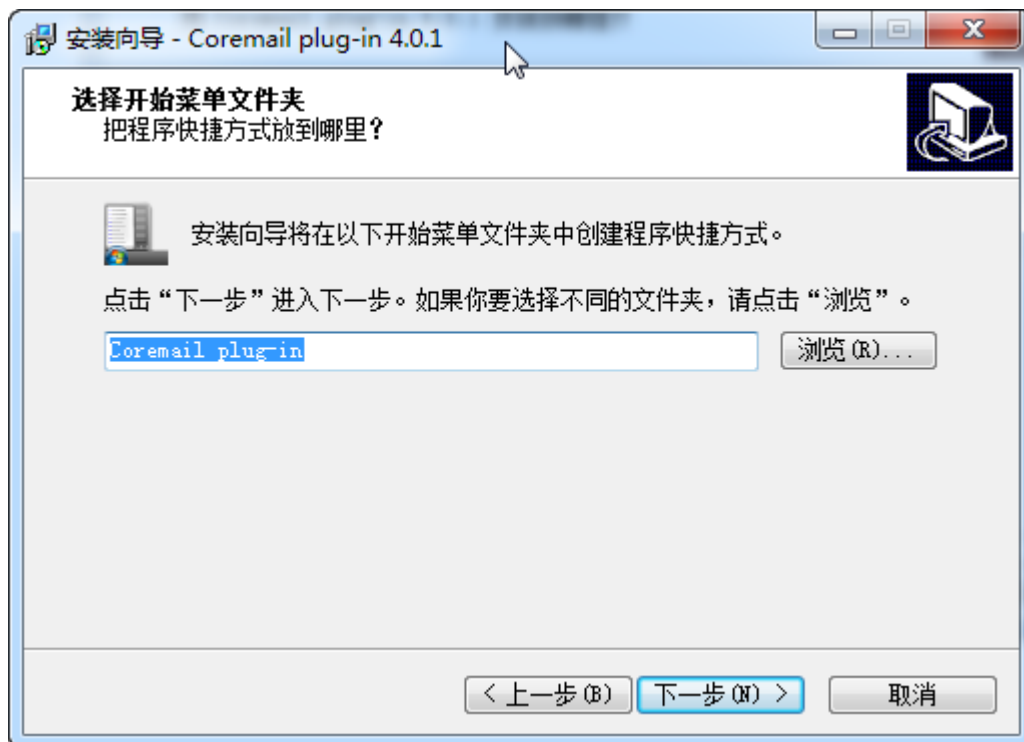 安装向导 - Coremail plug-in 4.0.1
选择开始菜单文件夹
把程序快捷方式放到哪里？
安装向导将在以下开始菜单文件夹中创建程序快捷方式。
点击“下一步”进入下一步。如果你要选择不同的文件夹，请点击“浏览”。
Coremail plug-in
浏览(R)...
< 上一步(B)
下一步(N) >
取消